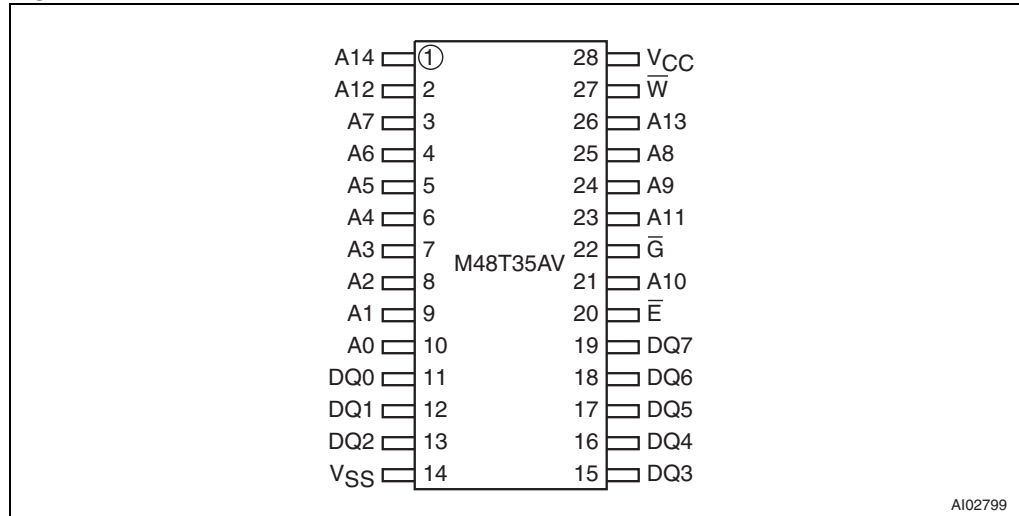 A14 1 28 VCC
A12 2 27 W̅
A7 3 26 A13
A6 4 25 A8
A5 5 24 A9
A4 6 23 A11
A3 7 22 G̅
M48T35AV
A2 8 21 A10
A1 9 20 E̅
A0 10 19 DQ7
DQ0 11 18 DQ6
DQ1 12 17 DQ5
DQ2 13 16 DQ4
VSS 14 15 DQ3
AI02799